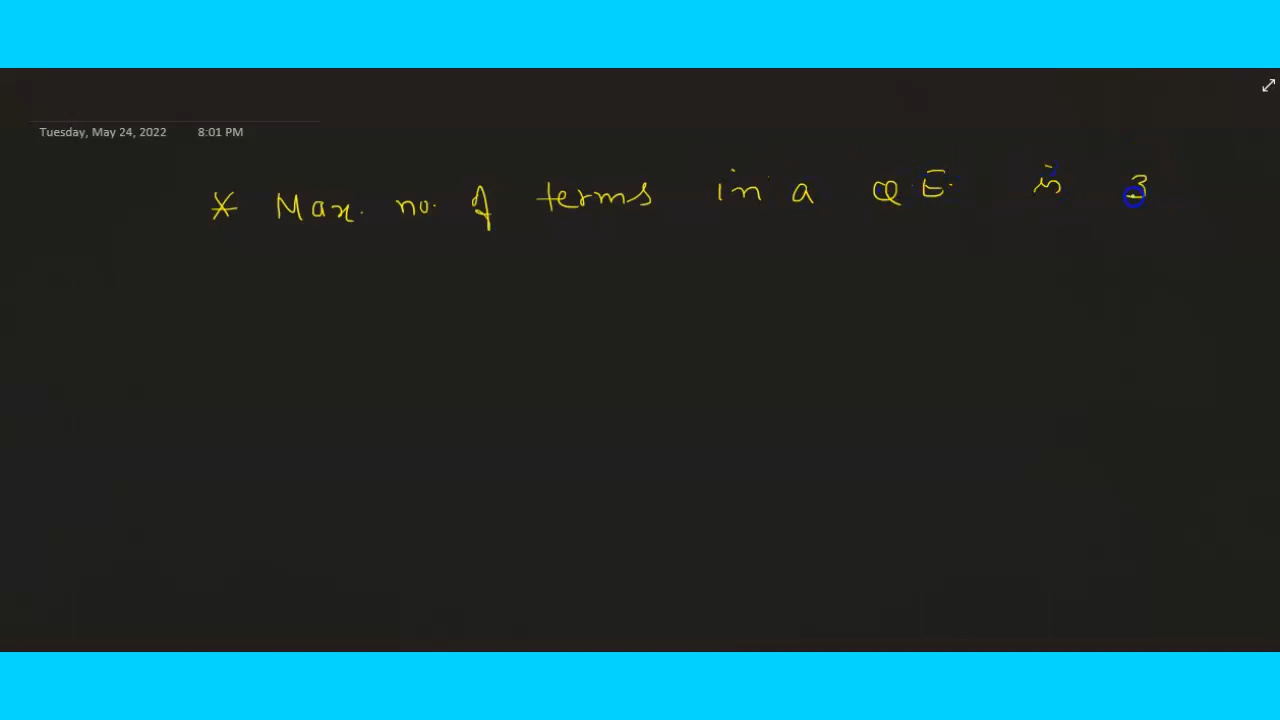 Tuesday, May 24, 2022 8:01 PM
* Max. no. of terms in a Q.E. is 3